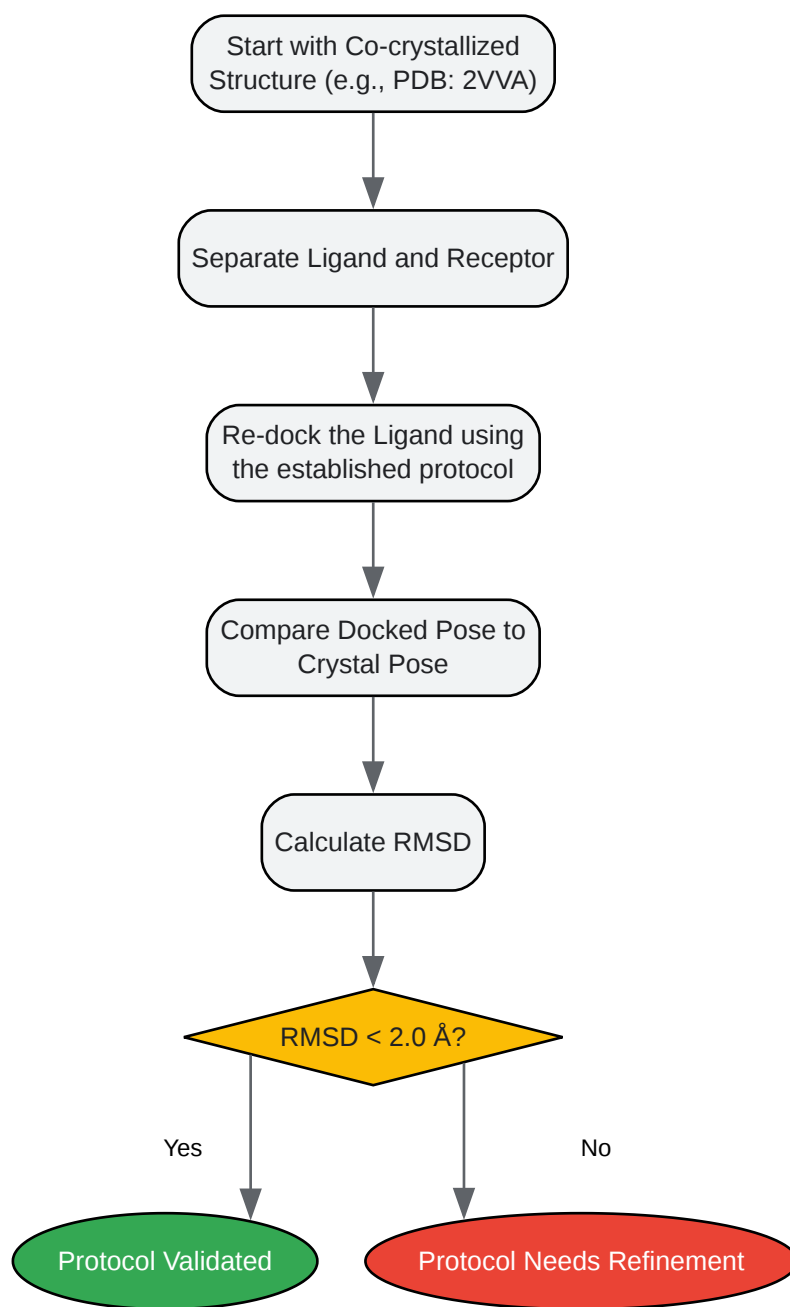 Start with Co-crystallized
Structure (e.g., PDB: 2VVA)
Separate Ligand and Receptor
Re-dock the Ligand using
the established protocol
Compare Docked Pose to
Crystal Pose
Calculate RMSD
RMSD < 2.0 Å?
Yes
No
Protocol Validated
Protocol Needs Refinement